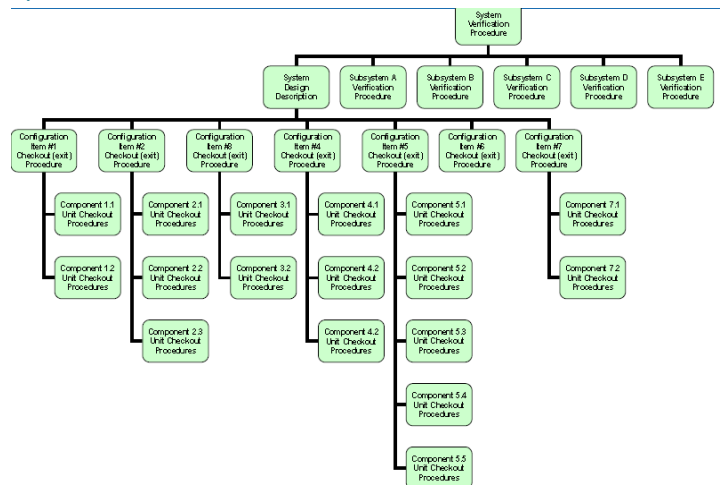 System
Verification
Procedure
System
Design
Description
Subsystem A
Verification
Procedure
Subsystem B
Verification
Procedure
Subsystem C
Verification
Procedure
Subsystem D
Verification
Procedure
Subsystem E
Verification
Procedure
Configuration
Item #1
Checkout (exit)
Procedure
Configuration
Item #2
Checkout (exit)
Procedure
Configuration
Item #3
Checkout (exit)
Procedure
Configuration
Item #4
Checkout (exit)
Procedure
Configuration
Item #5
Checkout (exit)
Procedure
Configuration
Item #6
Checkout (exit)
Procedure
Configuration
Item #7
Checkout (exit)
Procedure
Component 1.1
Unit Checkout
Procedures
Component 2.1
Unit Checkout
Procedures
Component 3.1
Unit Checkout
Procedures
Component 4.1
Unit Checkout
Procedures
Component 5.1
Unit Checkout
Procedures
Component 7.1
Unit Checkout
Procedures
Component 1.2
Unit Checkout
Procedures
Component 2.2
Unit Checkout
Procedures
Component 3.2
Unit Checkout
Procedures
Component 4.2
Unit Checkout
Procedures
Component 5.2
Unit Checkout
Procedures
Component 7.2
Unit Checkout
Procedures
Component 2.3
Unit Checkout
Procedures
Component 4.2
Unit Checkout
Procedures
Component 5.3
Unit Checkout
Procedures
Component 5.4
Unit Checkout
Procedures
Component 5.5
Unit Checkout
Procedures